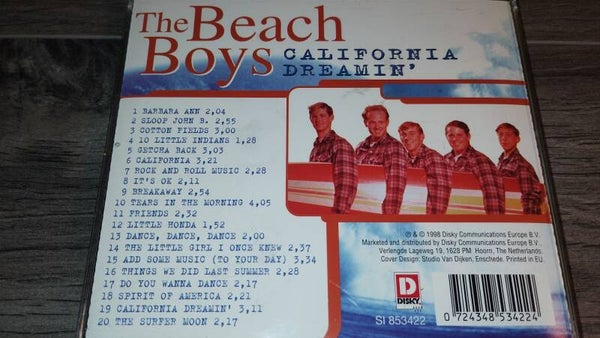 The Beach
Boys
CALIFORNIA
DREAMIN'
1 BARBARA ANN 2,04
2 SLOOP JOHN B. 2,55
3 COTTON FIELDS 3,00
4 10 LITTLE INDIANS 1,28
5 GETCHA BACK 3,03
6 CALIFORNIA 3,21
7 ROCK AND ROLL MUSIC 2,28
8 IT'S OK 2,11
9 BREAKAWAY 2,54
10 TEARS IN THE MORNING 4,05
11 FRIENDS 2,32
12 LITTLE HONDA 1,52
13 DANCE, DANCE, DANCE 2,00
14 THE LITTLE GIRL I ONCE KNEW 2,37
15 ADD SOME MUSIC (TO YOUR DAY) 3,34
16 THINGS WE DID LAST SUMMER 2,28
17 DO YOU WANNA DANCE 2,17
18 SPIRIT OF AMERICA 2,21
19 CALIFORNIA DREAMIN' 3,11
20 THE SURFER MOON 2,17
℗ & © 1998 Disky Communications Europe B.V.
Marketed and distributed by Disky Communications Europe B.V.
Verlengde Lageweg 19, 1628 PM Hoorn, The Netherlands.
Cover Design: Studio Van Dijken, Enschede. Printed in EU.
D
DISKY
SI 853422
0 724348 534224